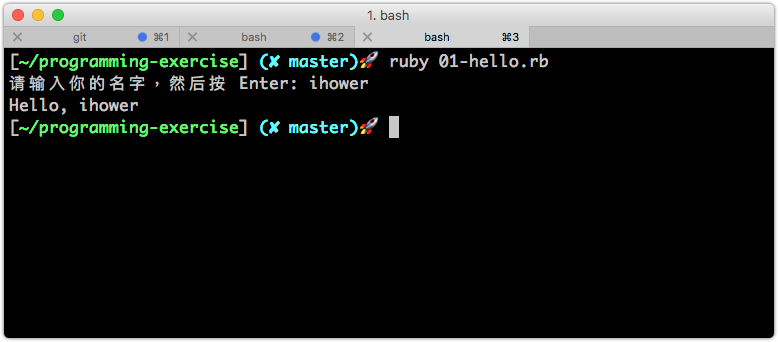 1. bash
git ⌘1 bash ⌘2 bash ⌘3
[~/programming-exercise] (✘ master)🚀 ruby 01-hello.rb
请输入你的名字，然后按 Enter: ihower
Hello, ihower
[~/programming-exercise] (✘ master)🚀